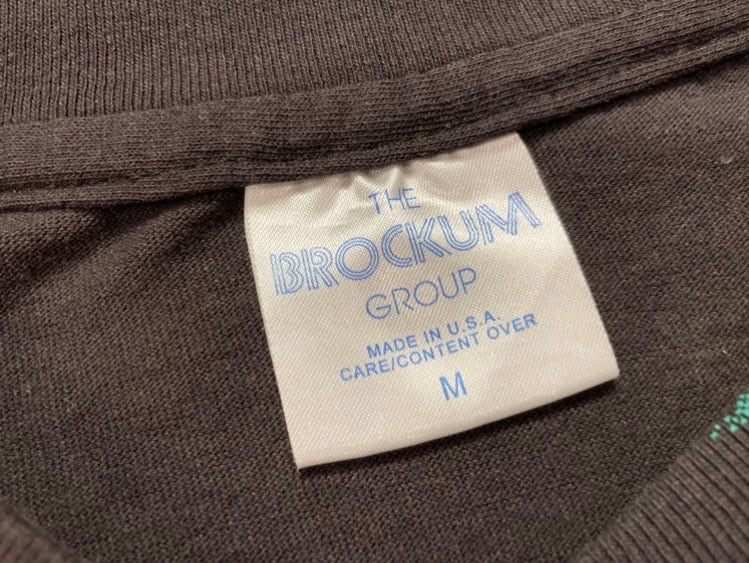 THE
BROCKUM
GROUP
MADE IN U.S.A.
CARE/CONTENT OVER
M